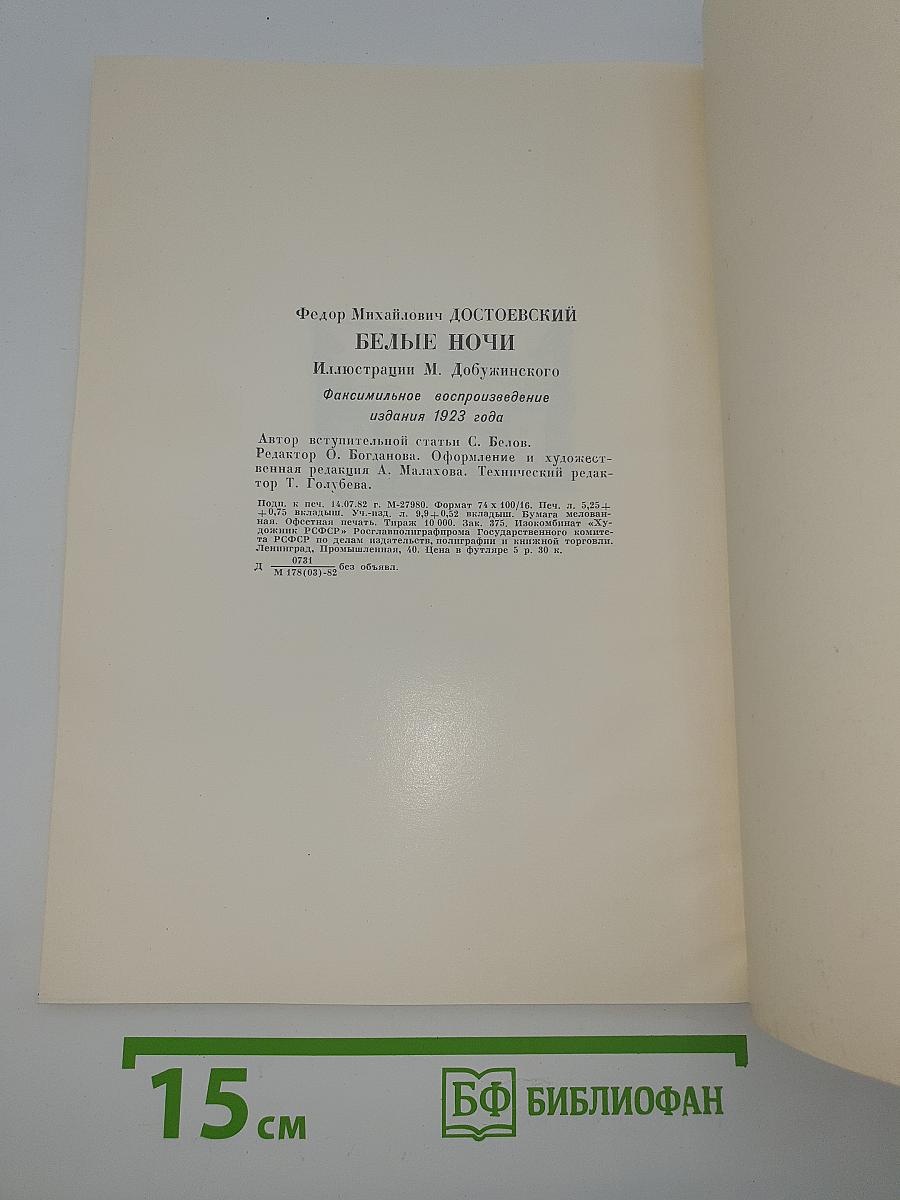 Федор Михайлович ДОСТОЕВСКИЙ
БЕЛЫЕ НОЧИ
Иллюстрации М. Добужинского
Факсимильное воспроизведение
издания 1923 года
Автор вступительной статьи С. Белов.
Редактор О. Богданова. Оформление и художест-
венная редакция А. Малахова. Технический редак-
тор Т. Голубева.
Подп. к печ. 14.07.82 г. М-27980. Формат 74 х 100/16. Печ. л. 5,25+
+0,75 вкладыш. Уч.-изд. л. 9,9+0,52 вкладыш. Бумага мелован-
ная. Офсетная печать. Тираж 10 000. Зак. 375. Изокомбинат «Ху-
дожник РСФСР» Росглавполиграфпрома Государственного комите-
та РСФСР по делам издательств, полиграфии и книжной торговли.
Ленинград, Промышленная, 40. Цена в футляре 5 р. 30 к.
Д 0731
М 178(03)-82 без объявл.
15 см
БФ БИБЛИОФАН